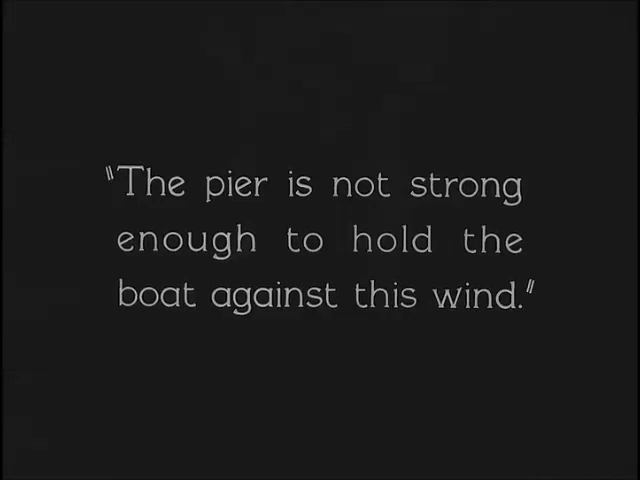 "The pier is not strong
enough to hold the
boat against this wind."